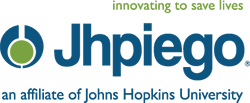 innovating to save lives
Jhpiego®
an affiliate of Johns Hopkins University